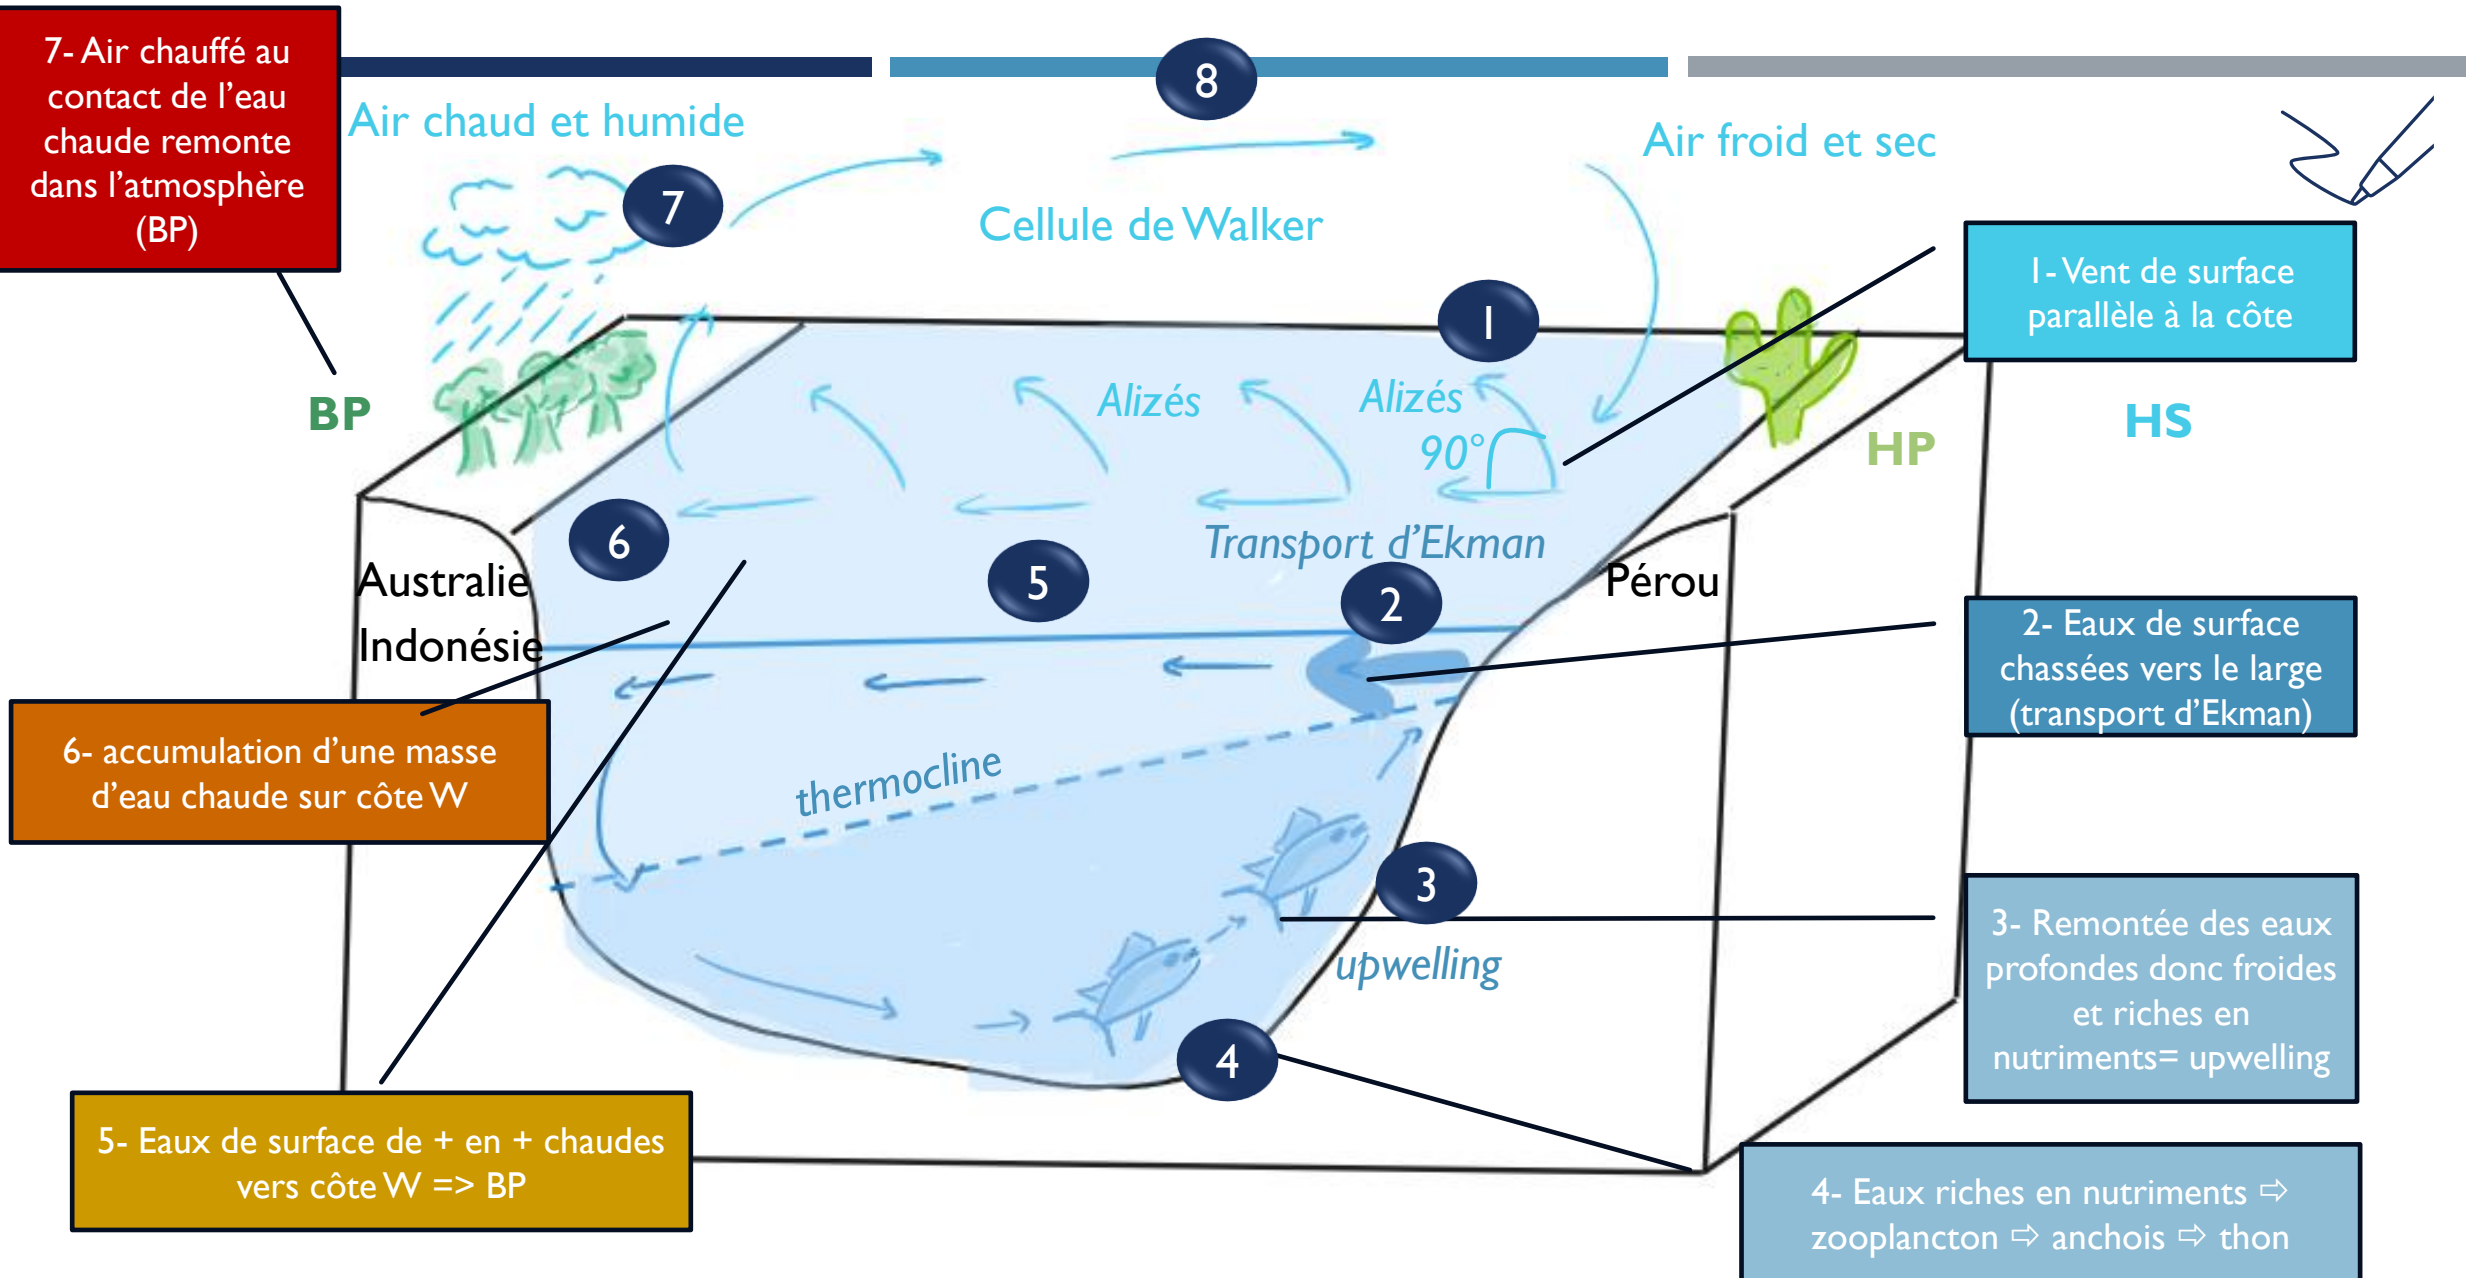 7- Air chauffé au
contact de l'eau
chaude remonte
dans l'atmosphère
(BP)
8
Air chaud et humide
Air froid et sec
7
Cellule de Walker
1- Vent de surface
parallèle à la côte
1
Alizés
Alizés
90°
BP
HP
HS
6
Transport d'Ekman
5
2
Australie
Indonésie
Pérou
2- Eaux de surface
chassées vers le large
(transport d'Ekman)
6- accumulation d'une masse
d'eau chaude sur côte W
thermocline
3
upwelling
3- Remontée des eaux
profondes donc froides
et riches en
nutriments= upwelling
4
5- Eaux de surface de + en + chaudes
vers côte W => BP
4- Eaux riches en nutriments ⇨
zooplancton ⇨ anchois ⇨ thon